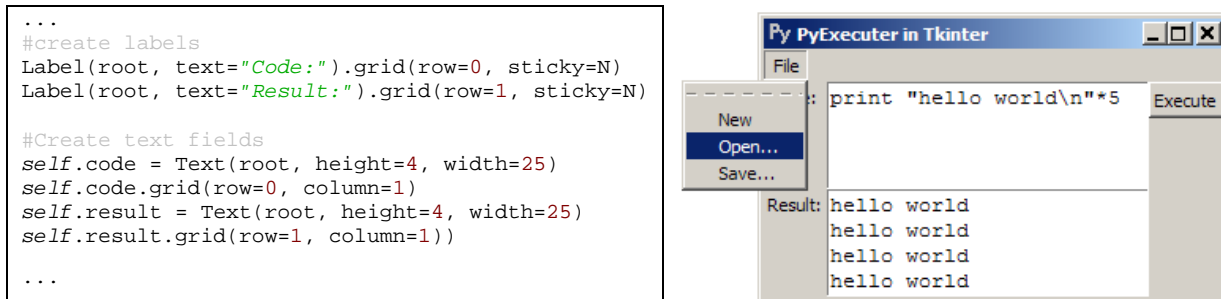 ...
#create labels
Label(root, text="Code:").grid(row=0, sticky=N)
Label(root, text="Result:").grid(row=1, sticky=N)
#Create text fields
self.code = Text(root, height=4, width=25)
self.code.grid(row=0, column=1)
self.result = Text(root, height=4, width=25)
self.result.grid(row=1, column=1))
...
Py PyExecuter in Tkinter
File
New
Open...
Save...
: print "hello world\n"*5
Execute
Result: hello world
hello world
hello world
hello world